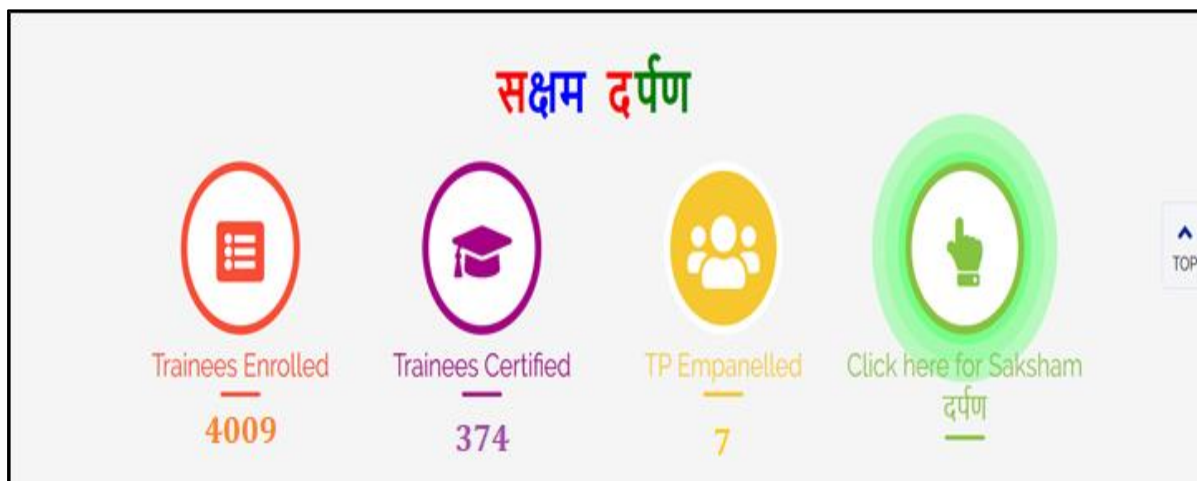 सक्षम दर्पण
Trainees Enrolled
4009
Trainees Certified
374
TP Empanelled
7
Click here for Saksham
दर्पण
TOP